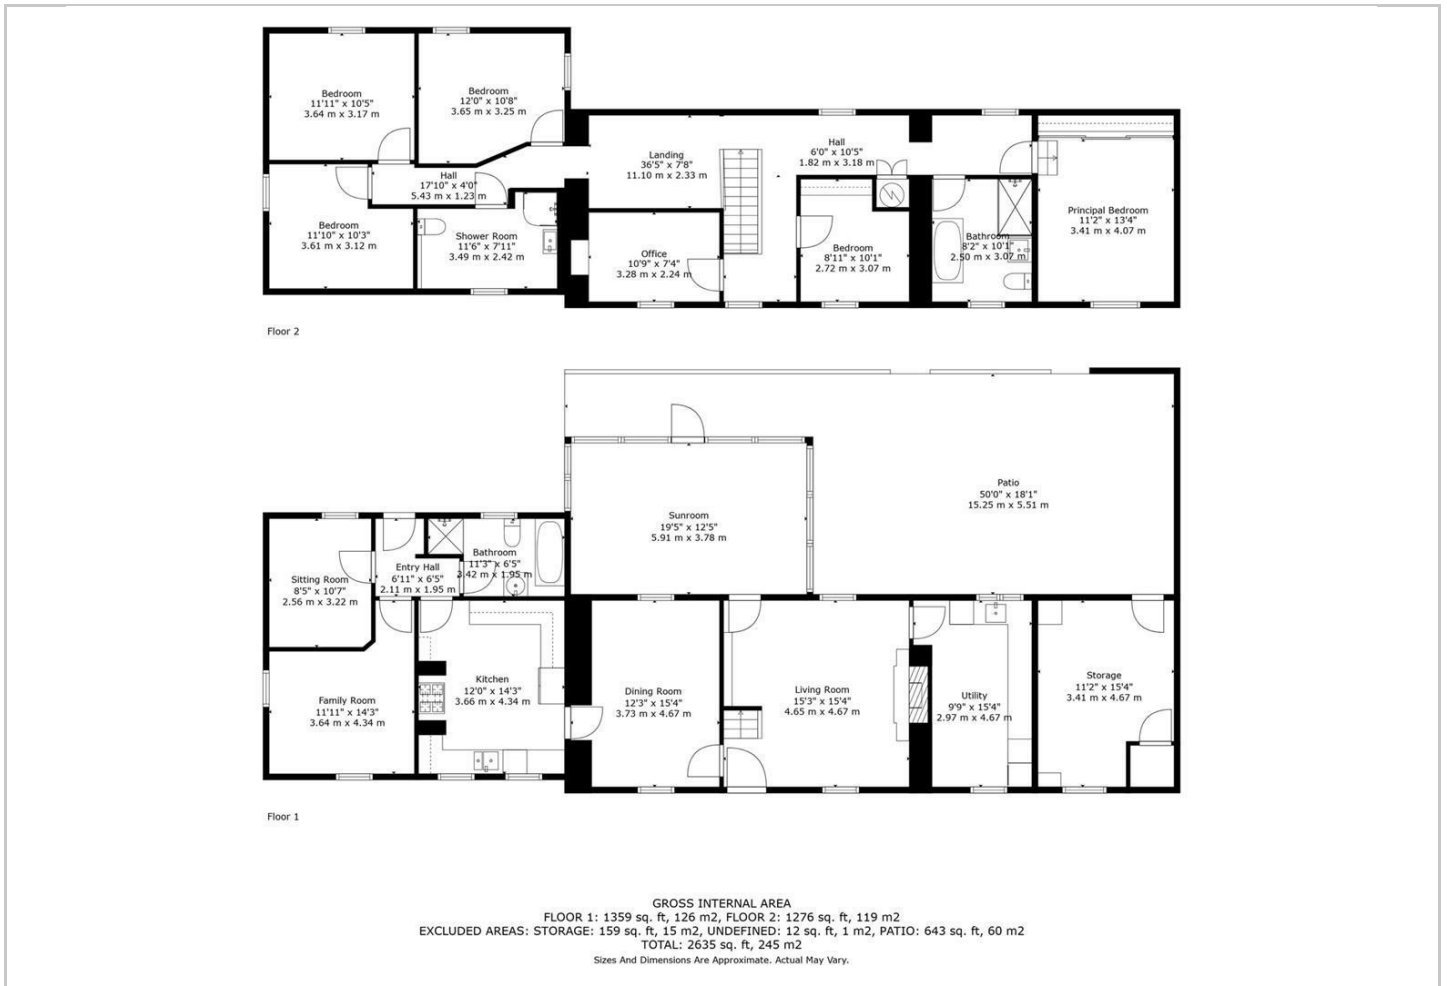 Bedroom
11'11" x 10'5"
3.64 m x 3.17 m
Bedroom
12'0" x 10'8"
3.65 m x 3.25 m
Landing
36'5" x 7'8"
11.10 m x 2.33 m
Hall
6'0" x 10'5"
1.82 m x 3.18 m
Hall
17'10" x 4'0"
5.43 m x 1.23 m
Bedroom
11'10" x 10'3"
3.61 m x 3.12 m
Shower Room
11'6" x 7'11"
3.49 m x 2.42 m
Office
10'9" x 7'4"
3.28 m x 2.24 m
Bedroom
8'11" x 10'1"
2.72 m x 3.07 m
Bathroom
8'2" x 10'1"
2.50 m x 3.07 m
Principal Bedroom
11'2" x 13'4"
3.41 m x 4.07 m
Floor 2
Patio
50'0" x 18'1"
15.25 m x 5.51 m
Sunroom
19'5" x 12'5"
5.91 m x 3.78 m
Sitting Room
8'5" x 10'7"
2.56 m x 3.22 m
Entry Hall
6'11" x 6'5"
2.11 m x 1.95 m
Bathroom
11'3" x 6'5"
3.42 m x 1.95 m
Family Room
11'11" x 14'3"
3.64 m x 4.34 m
Kitchen
12'0" x 14'3"
3.66 m x 4.34 m
Dining Room
12'3" x 15'4"
3.73 m x 4.67 m
Living Room
15'3" x 15'4"
4.65 m x 4.67 m
Utility
9'9" x 15'4"
2.97 m x 4.67 m
Storage
11'2" x 15'4"
3.41 m x 4.67 m
Floor 1
GROSS INTERNAL AREA
FLOOR 1: 1359 sq. ft, 126 m2, FLOOR 2: 1276 sq. ft, 119 m2
EXCLUDED AREAS: STORAGE: 159 sq. ft, 15 m2, UNDEFINED: 12 sq. ft, 1 m2, PATIO: 643 sq. ft, 60 m2
TOTAL: 2635 sq. ft, 245 m2
Sizes And Dimensions Are Approximate. Actual May Vary.